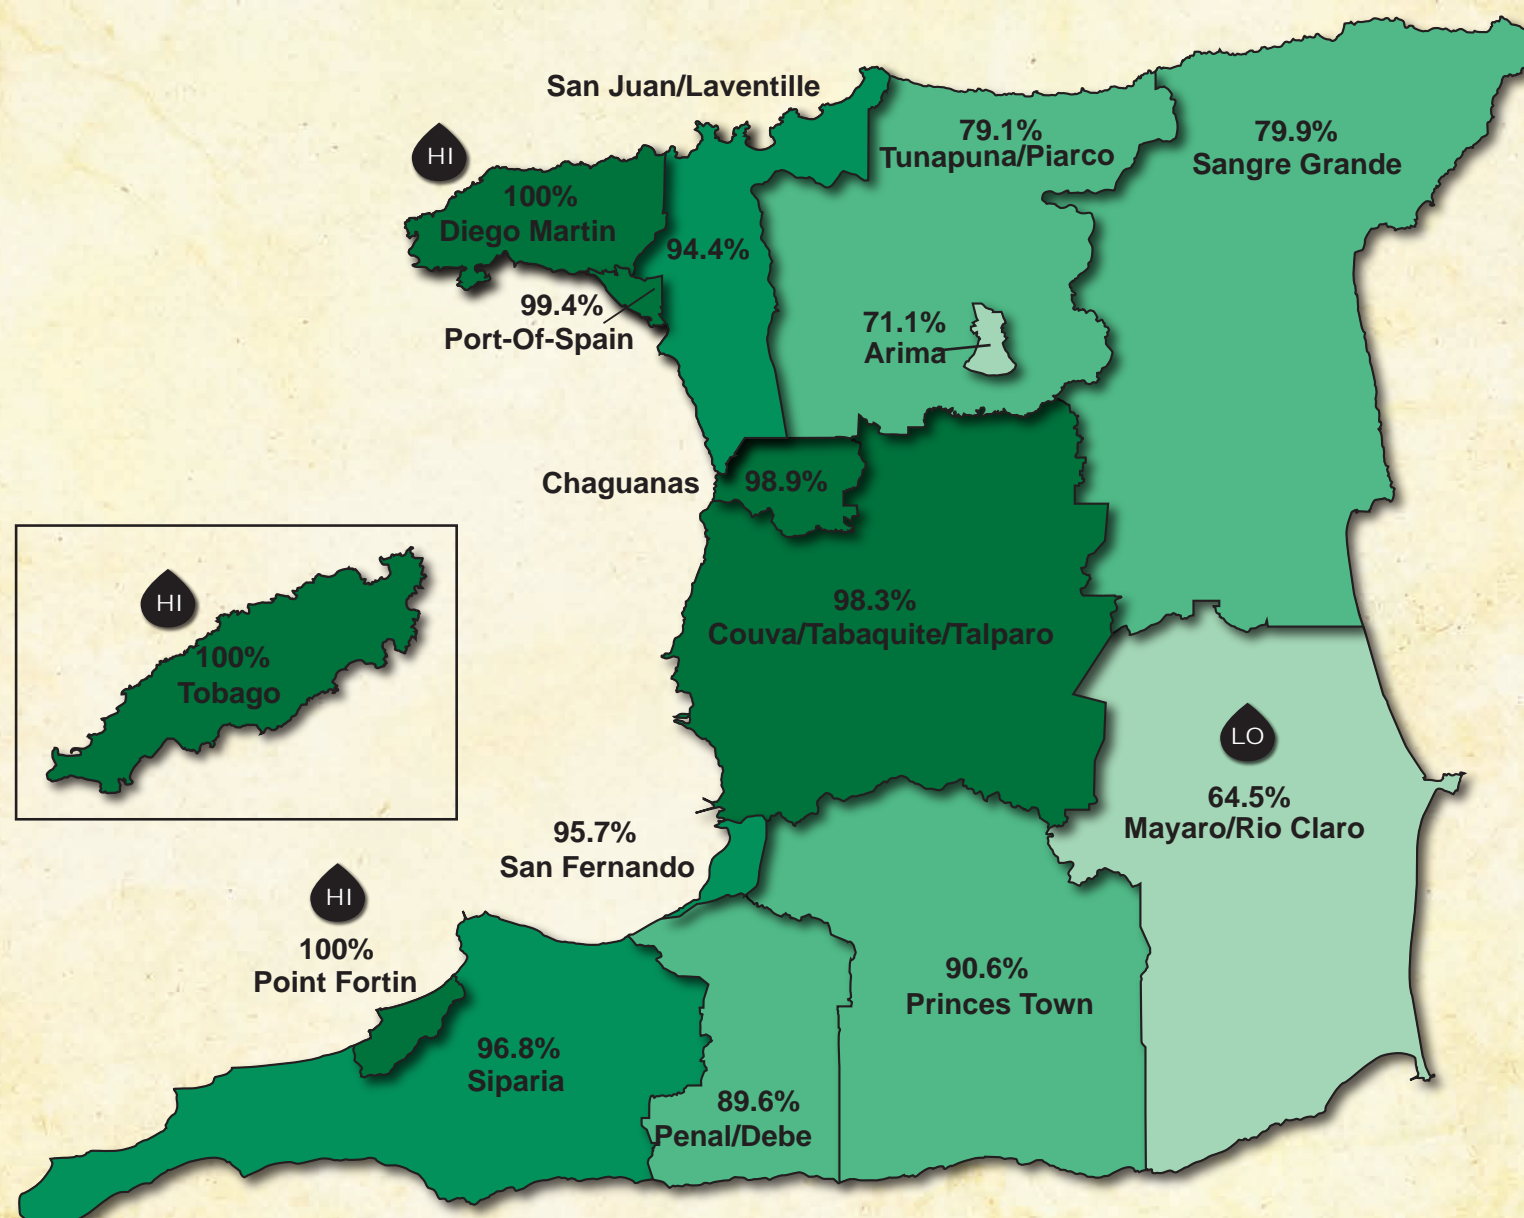 San Juan/Laventille
HI
100%
Diego Martin
94.4%
79.1%
Tunapuna/Piarco
79.9%
Sangre Grande
99.4%
Port-Of-Spain
71.1%
Arima
Chaguanas
98.9%
HI
100%
Tobago
98.3%
Couva/Tabaquite/Talparo
LO
64.5%
Mayaro/Rio Claro
95.7%
San Fernando
HI
100%
Point Fortin
96.8%
Siparia
89.6%
Penal/Debe
90.6%
Princes Town